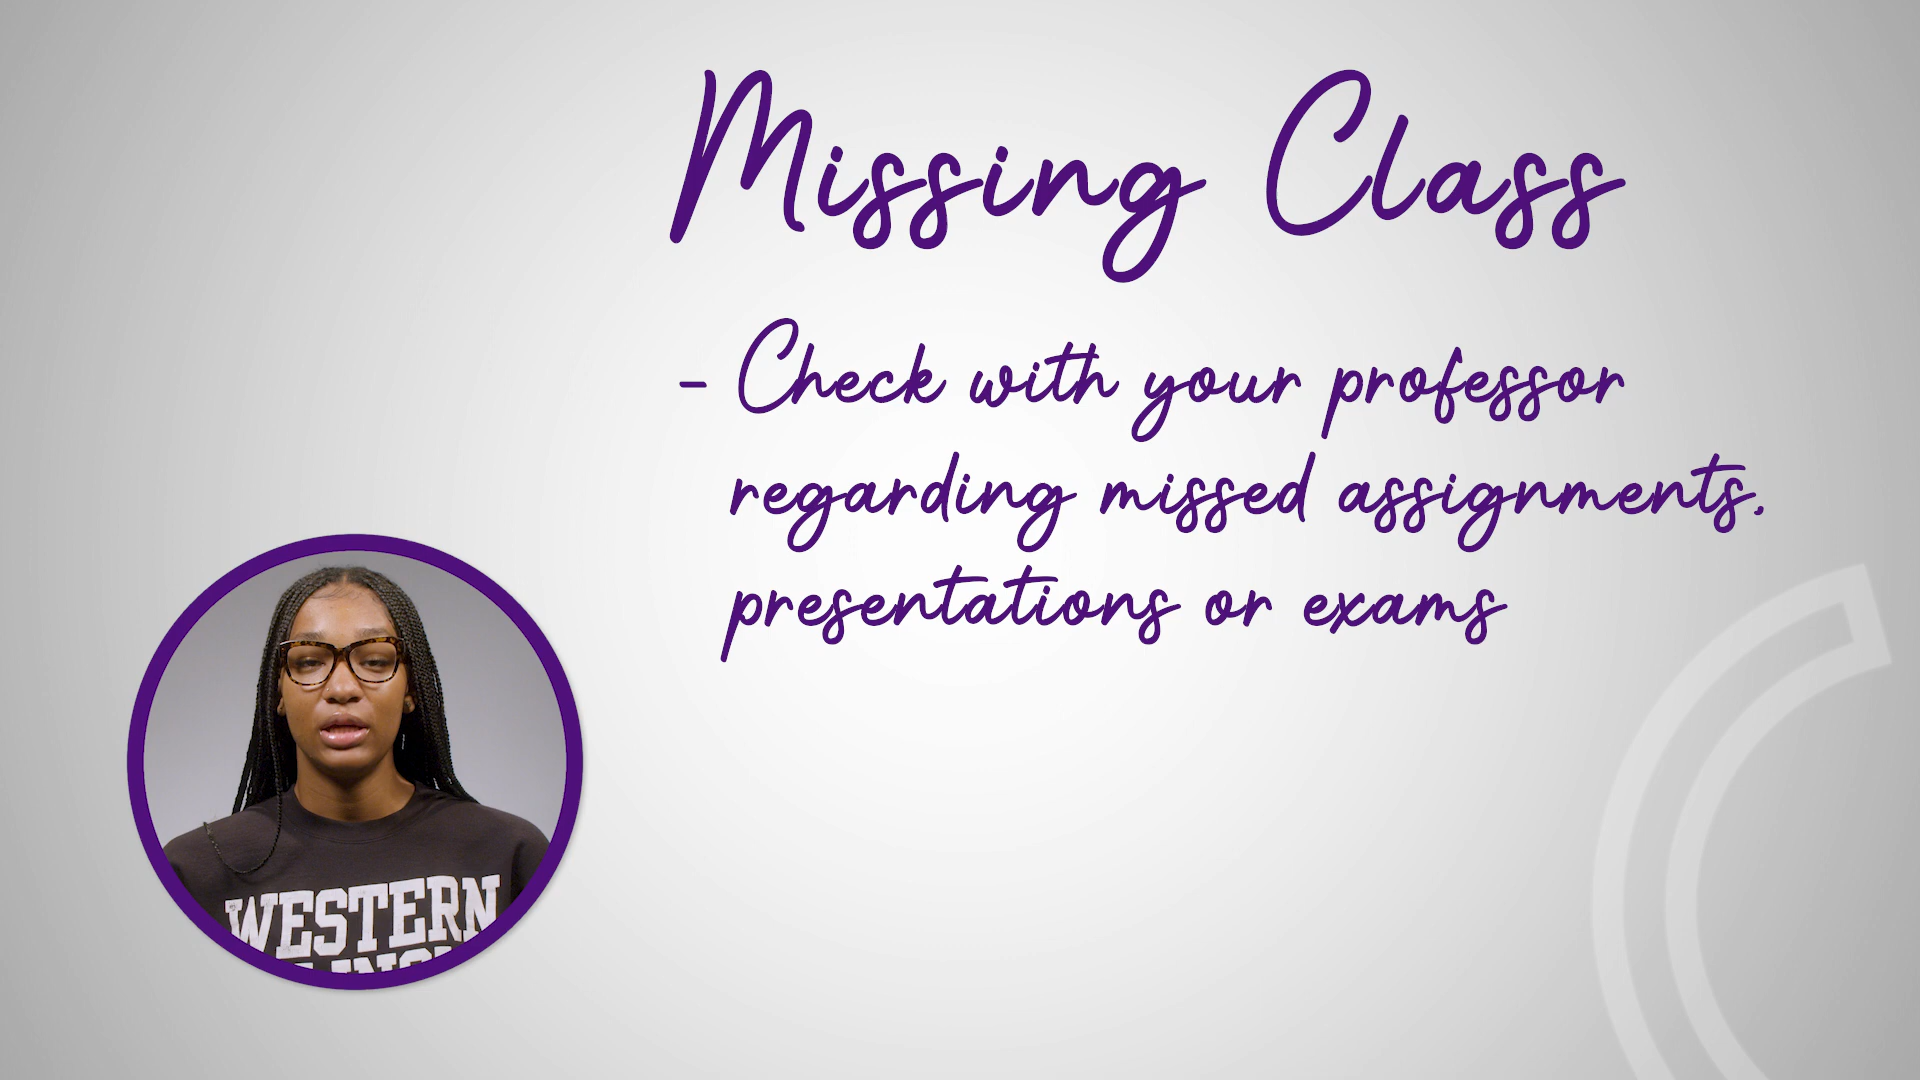 Missing Class
- Check with your professor
regarding missed assignments,
presentations or exams
WESTERN